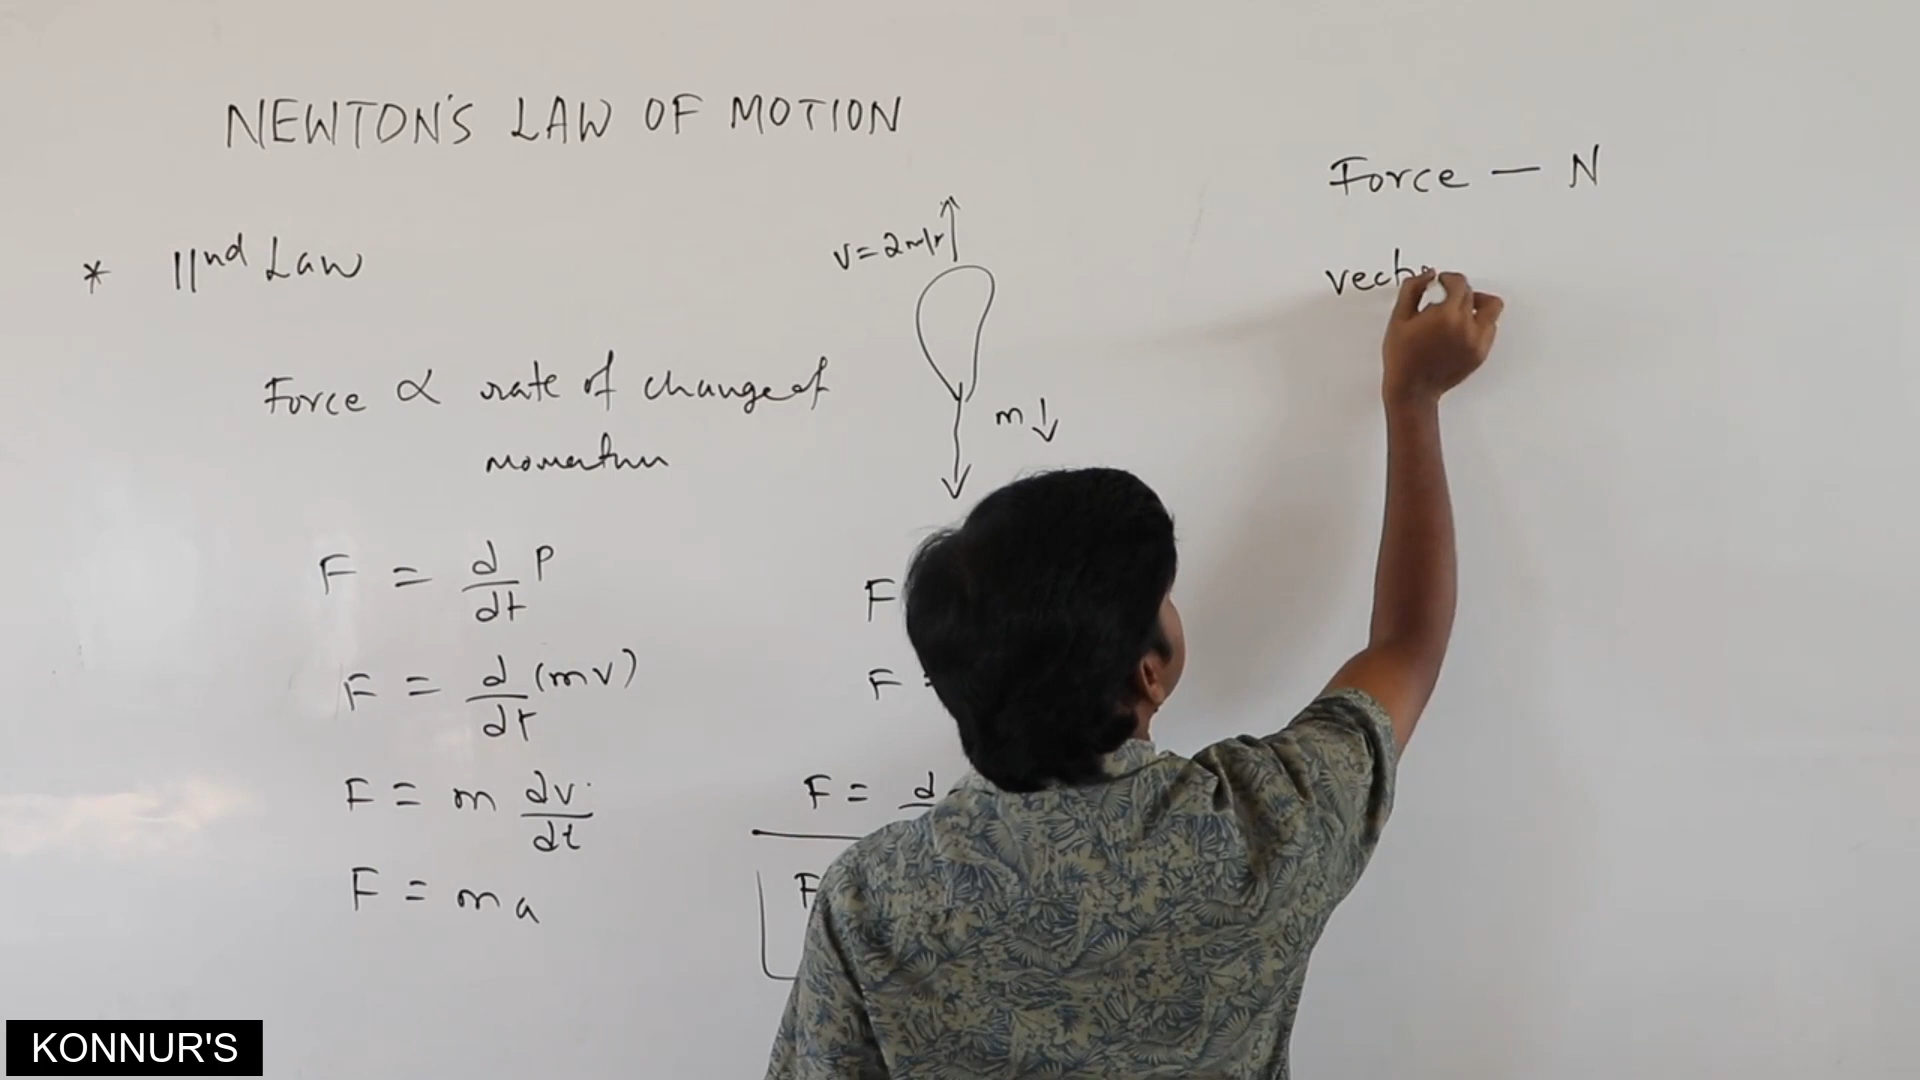 NEWTON'S LAW OF MOTION
* IInd Law
Force ∝ rate of change of
momentum
F = d/dt P
F = d/dt (mv)
F = m dv/dt
F = ma
v = 2m/s
m ↓
F
F =
F = d
F
Force — N
vecto
KONNUR'S